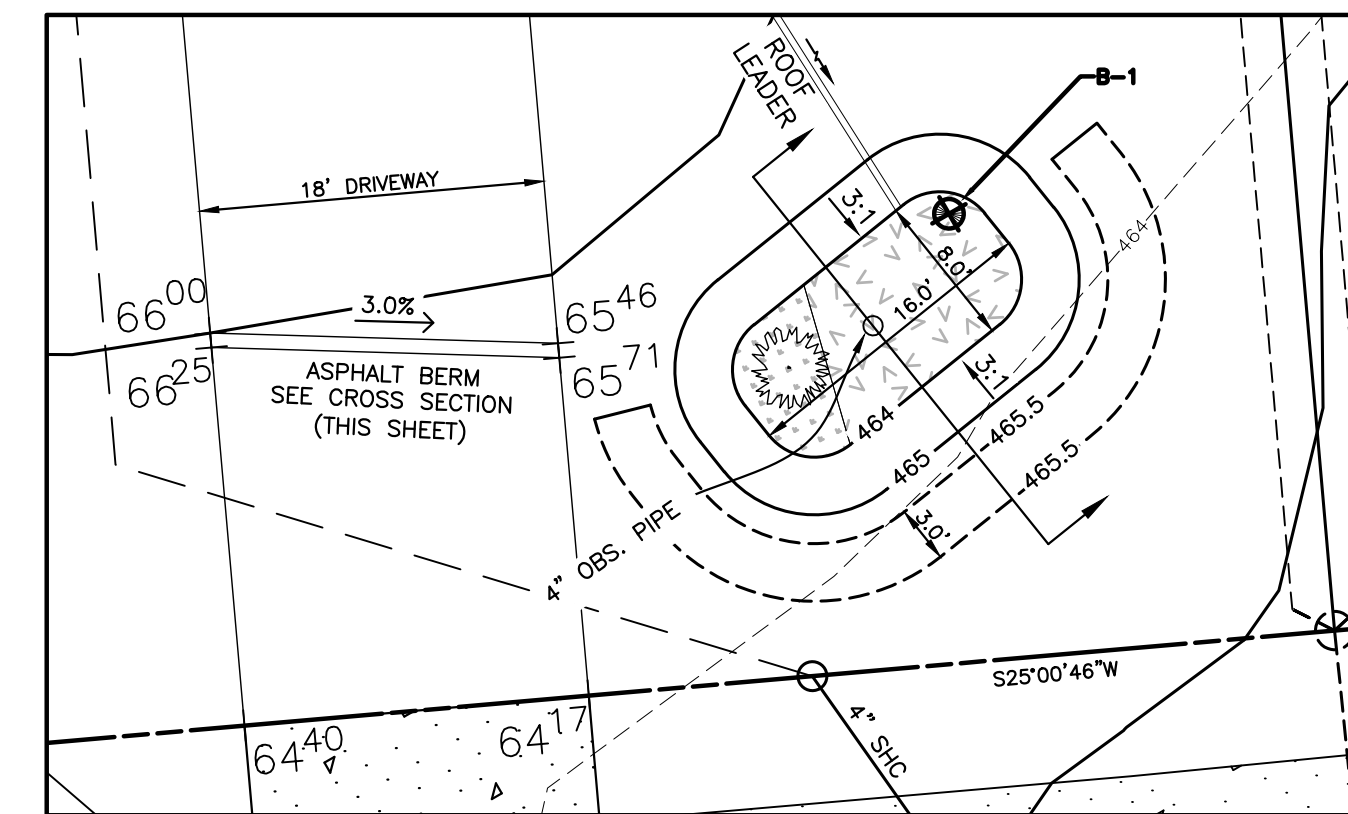 ROOF
LEADER
B-1
18' DRIVEWAY
3:1
464
8.0'
16.0'
66 00
3.0%
65 46
66 25
65 71
ASPHALT BERM
SEE CROSS SECTION
(THIS SHEET)
3:1
464
465.5
465
465.5
3.0'
4" OBS. PIPE
S25°00'46"W
4" SHC
64 40
64 17